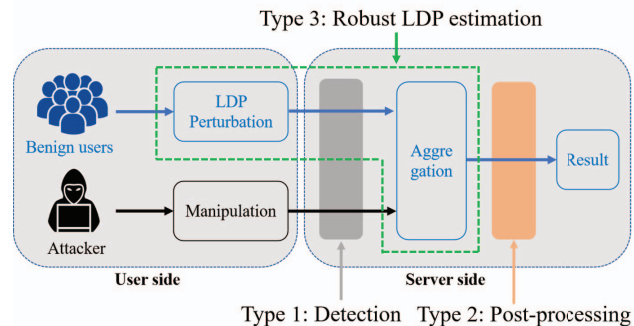 Type 3: Robust LDP estimation
LDP
Perturbation
Benign users
Aggre
gation
Result
Manipulation
Attacker
User side
Server side
Type 1: Detection
Type 2: Post-processing